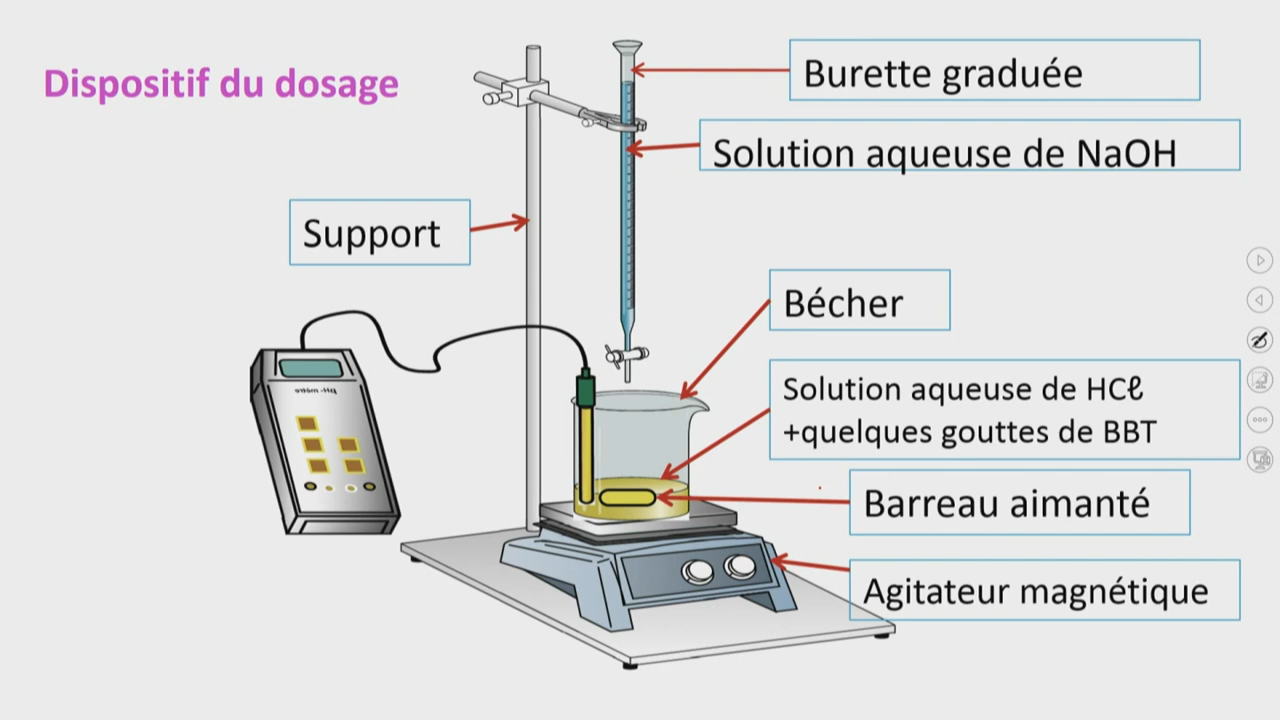 Dispositif du dosage
Burette graduée
Solution aqueuse de NaOH
Support
Bécher
Solution aqueuse de HCℓ
+quelques gouttes de BBT
Barreau aimanté
Agitateur magnétique